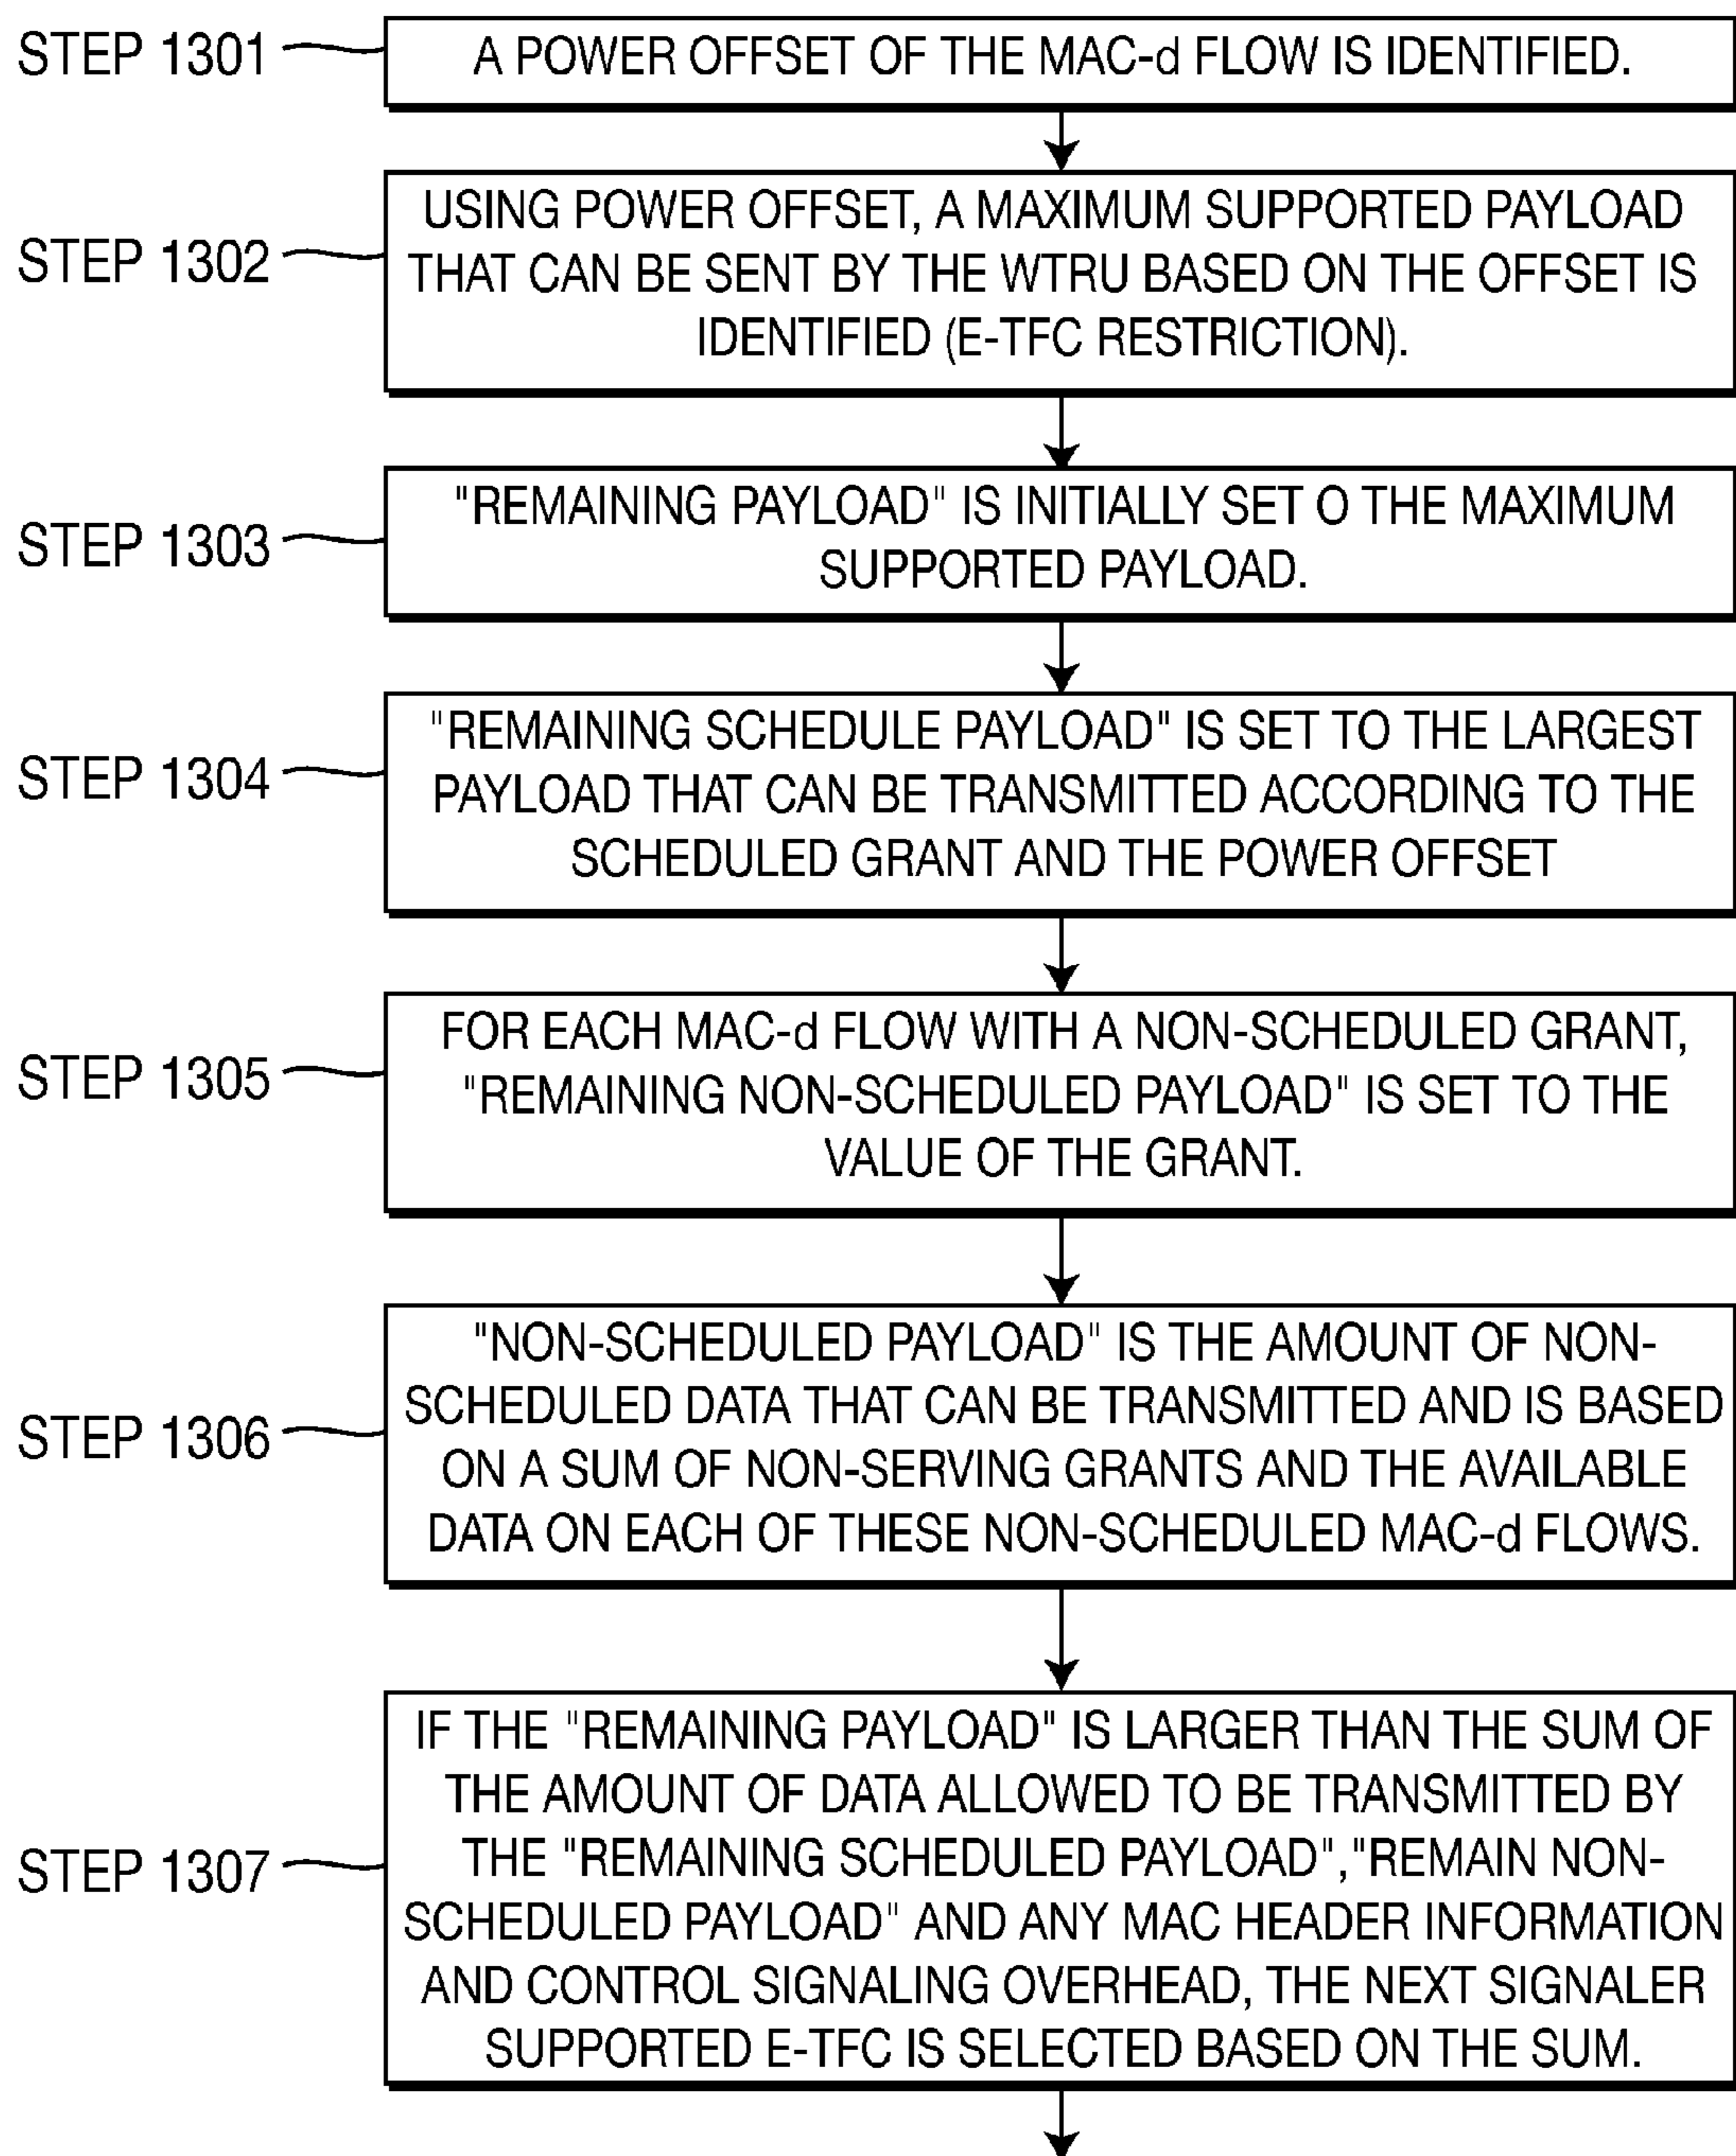 STEP 1301
A POWER OFFSET OF THE MAC-d FLOW IS IDENTIFIED.
STEP 1302
USING POWER OFFSET, A MAXIMUM SUPPORTED PAYLOAD
THAT CAN BE SENT BY THE WTRU BASED ON THE OFFSET IS
IDENTIFIED (E-TFC RESTRICTION).
STEP 1303
"REMAINING PAYLOAD" IS INITIALLY SET O THE MAXIMUM
SUPPORTED PAYLOAD.
STEP 1304
"REMAINING SCHEDULE PAYLOAD" IS SET TO THE LARGEST
PAYLOAD THAT CAN BE TRANSMITTED ACCORDING TO THE
SCHEDULED GRANT AND THE POWER OFFSET
STEP 1305
FOR EACH MAC-d FLOW WITH A NON-SCHEDULED GRANT,
"REMAINING NON-SCHEDULED PAYLOAD" IS SET TO THE
VALUE OF THE GRANT.
STEP 1306
"NON-SCHEDULED PAYLOAD" IS THE AMOUNT OF NON-
SCHEDULED DATA THAT CAN BE TRANSMITTED AND IS BASED
ON A SUM OF NON-SERVING GRANTS AND THE AVAILABLE
DATA ON EACH OF THESE NON-SCHEDULED MAC-d FLOWS.
STEP 1307
IF THE "REMAINING PAYLOAD" IS LARGER THAN THE SUM OF
THE AMOUNT OF DATA ALLOWED TO BE TRANSMITTED BY
THE "REMAINING SCHEDULED PAYLOAD","REMAIN NON-
SCHEDULED PAYLOAD" AND ANY MAC HEADER INFORMATION
AND CONTROL SIGNALING OVERHEAD, THE NEXT SIGNALER
SUPPORTED E-TFC IS SELECTED BASED ON THE SUM.